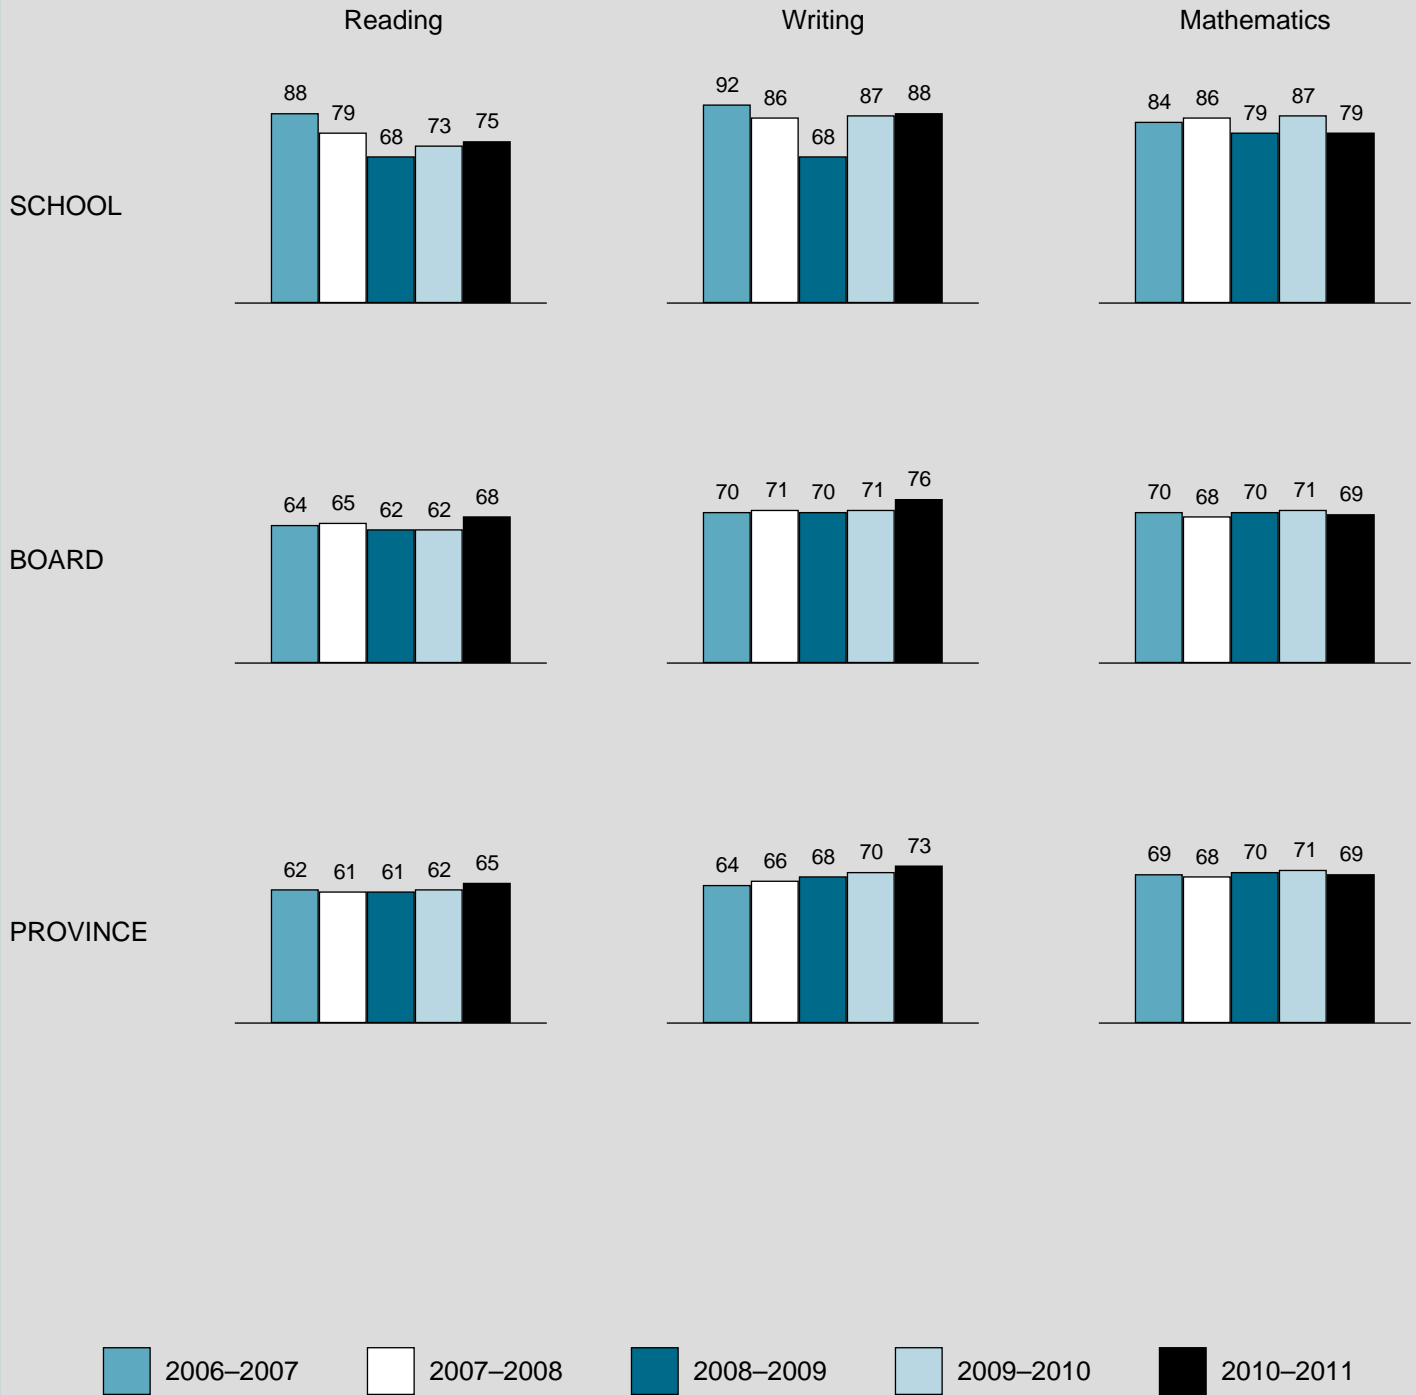 Reading Writing Mathematics
SCHOOL
88 79 68 73 75
92 86 68 87 88
84 86 79 87 79
BOARD
64 65 62 62 68
70 71 70 71 76
70 68 70 71 69
PROVINCE
62 61 61 62 65
64 66 68 70 73
69 68 70 71 69
2006–2007 2007–2008 2008–2009 2009–2010 2010–2011